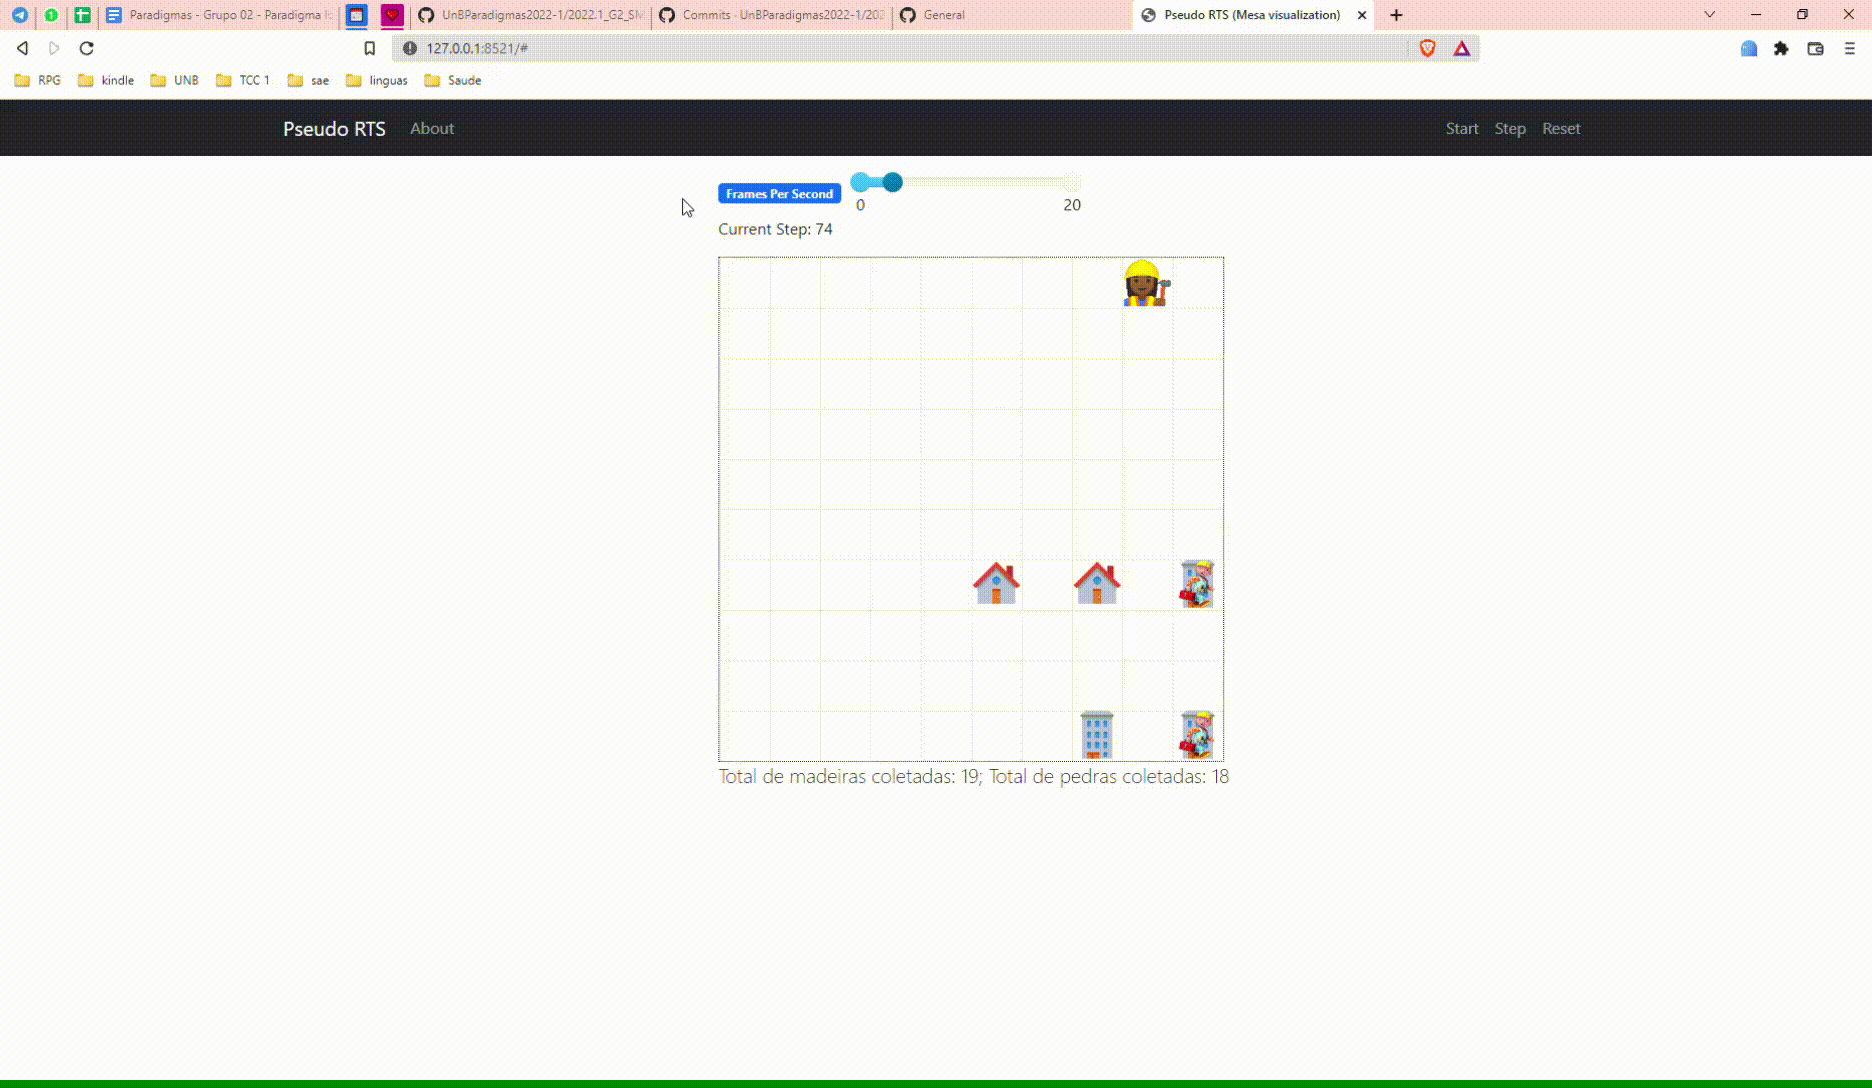 Paradigmas - Grupo 02 - Paradigma
UnBParadigmas2022-1/2022.1_G2_SM
Commits · UnBParadigmas2022-1/202
General
Pseudo RTS (Mesa visualization)
127.0.0.1:8521/#
RPG
kindle
UNB
TCC 1
sae
linguas
Saude
Pseudo RTS
About
Start
Step
Reset
Frames Per Second
0
20
Current Step: 74
Total de madeiras coletadas: 19; Total de pedras coletadas: 18